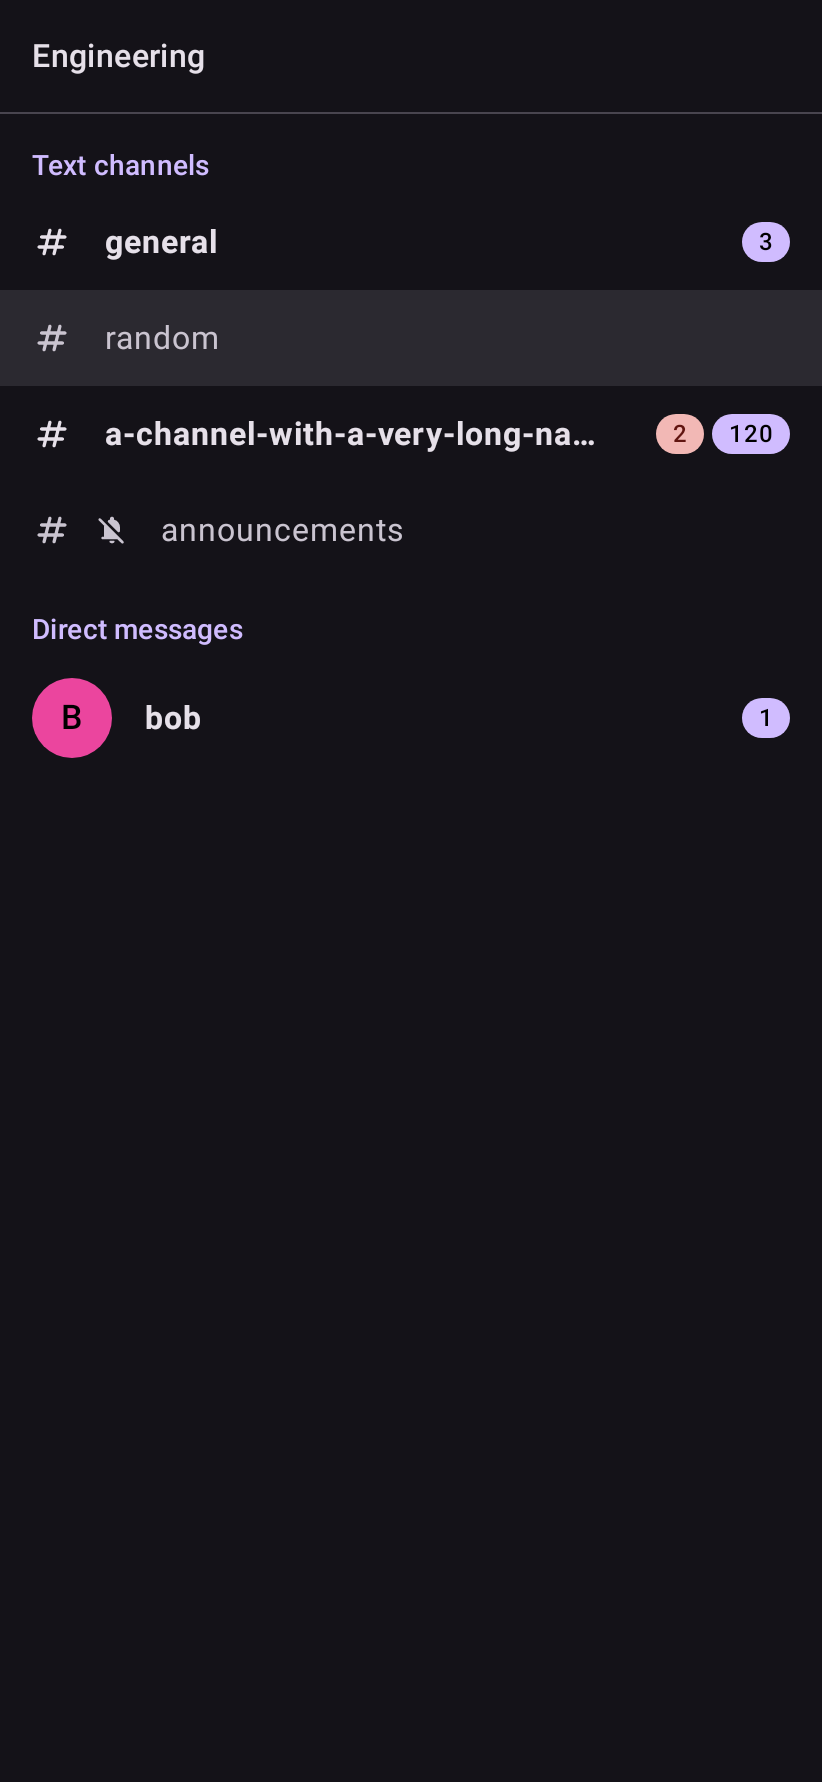 Engineering
Text channels
# general 3
# random
# a-channel-with-a-very-long-na… 2 120
# announcements
Direct messages
B bob 1